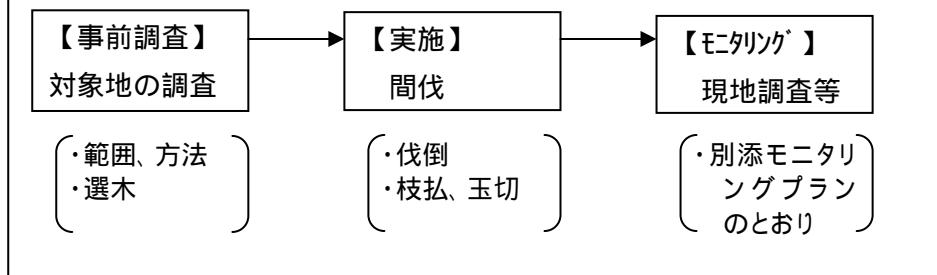 【事前調査】
対象地の調査
・範囲、方法
・選木
【実施】
間伐
・伐倒
・枝払、玉切
【ﾓﾆﾀﾘﾝｸﾞ】
現地調査等
・別添モニタリ
ングプラン
のとおり